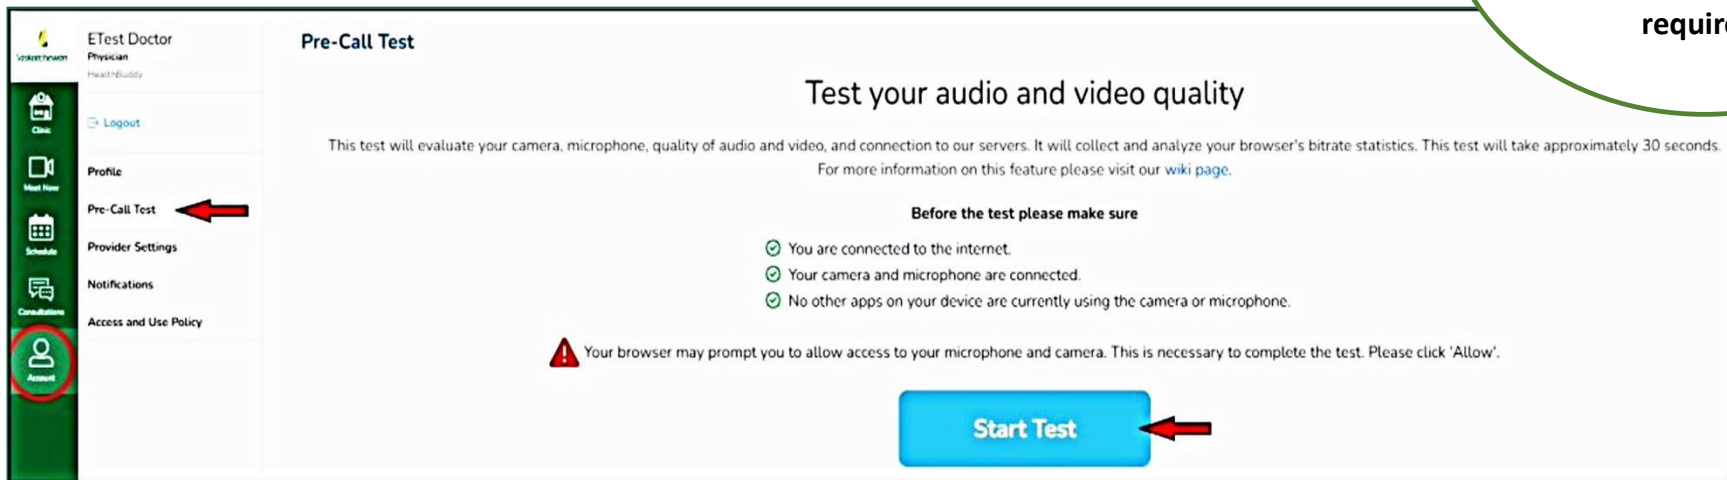 ETest Doctor
Physician
HealthBuddy
Logout
Clinic
Meet Now
Schedule
Consultations
Account
Profile
Pre-Call Test
Provider Settings
Notifications
Access and Use Policy
Pre-Call Test
Test your audio and video quality
This test will evaluate your camera, microphone, quality of audio and video, and connection to our servers. It will collect and analyze your browser's bitrate statistics. This test will take approximately 30 seconds.
For more information on this feature please visit our wiki page.
Before the test please make sure
You are connected to the internet.
Your camera and microphone are connected.
No other apps on your device are currently using the camera or microphone.
Your browser may prompt you to allow access to your microphone and camera. This is necessary to complete the test. Please click 'Allow'.
Start Test